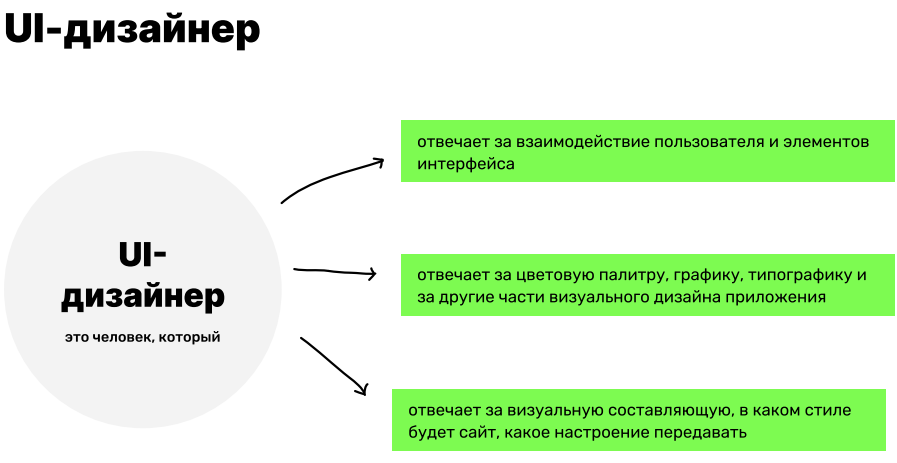 UI-дизайнер
UI-
дизайнер
это человек, который
отвечает за взаимодействие пользователя и элементов
интерфейса
отвечает за цветовую палитру, графику, типографику и
за другие части визуального дизайна приложения
отвечает за визуальную составляющую, в каком стиле
будет сайт, какое настроение передавать